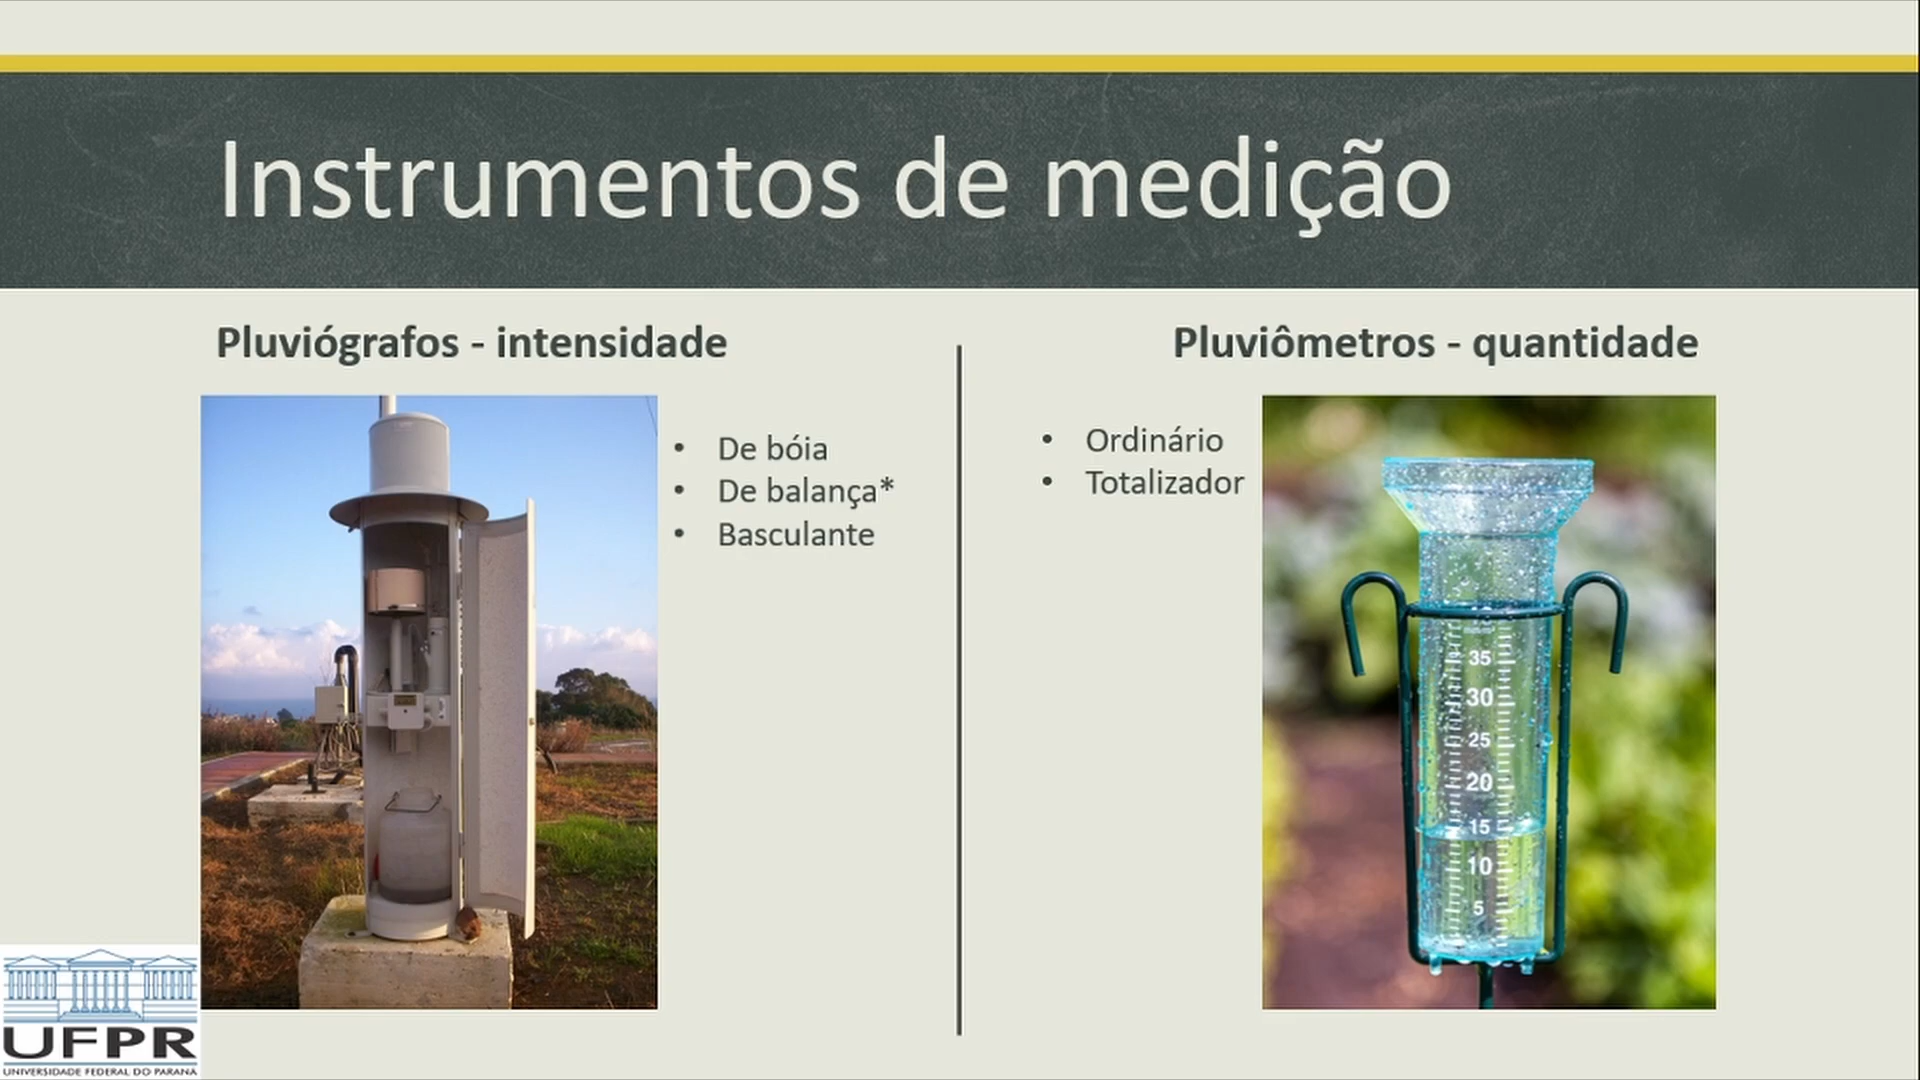 Instrumentos de medição
Pluviógrafos - intensidade
• De bóia
• De balança*
• Basculante
Pluviômetros - quantidade
• Ordinário
• Totalizador
35
30
25
20
15
10
5
UFPR
UNIVERSIDADE FEDERAL DO PARANÁ